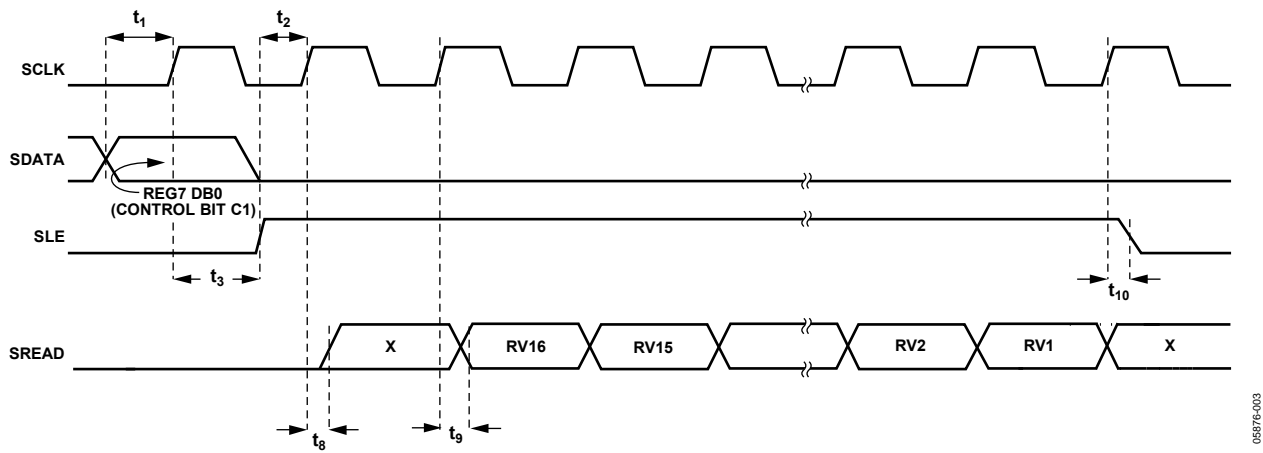 t1
t2
SCLK
SDATA
REG7 DB0
(CONTROL BIT C1)
SLE
t3
t10
SREAD
X
RV16
RV15
RV2
RV1
X
t8
t9
05876-003